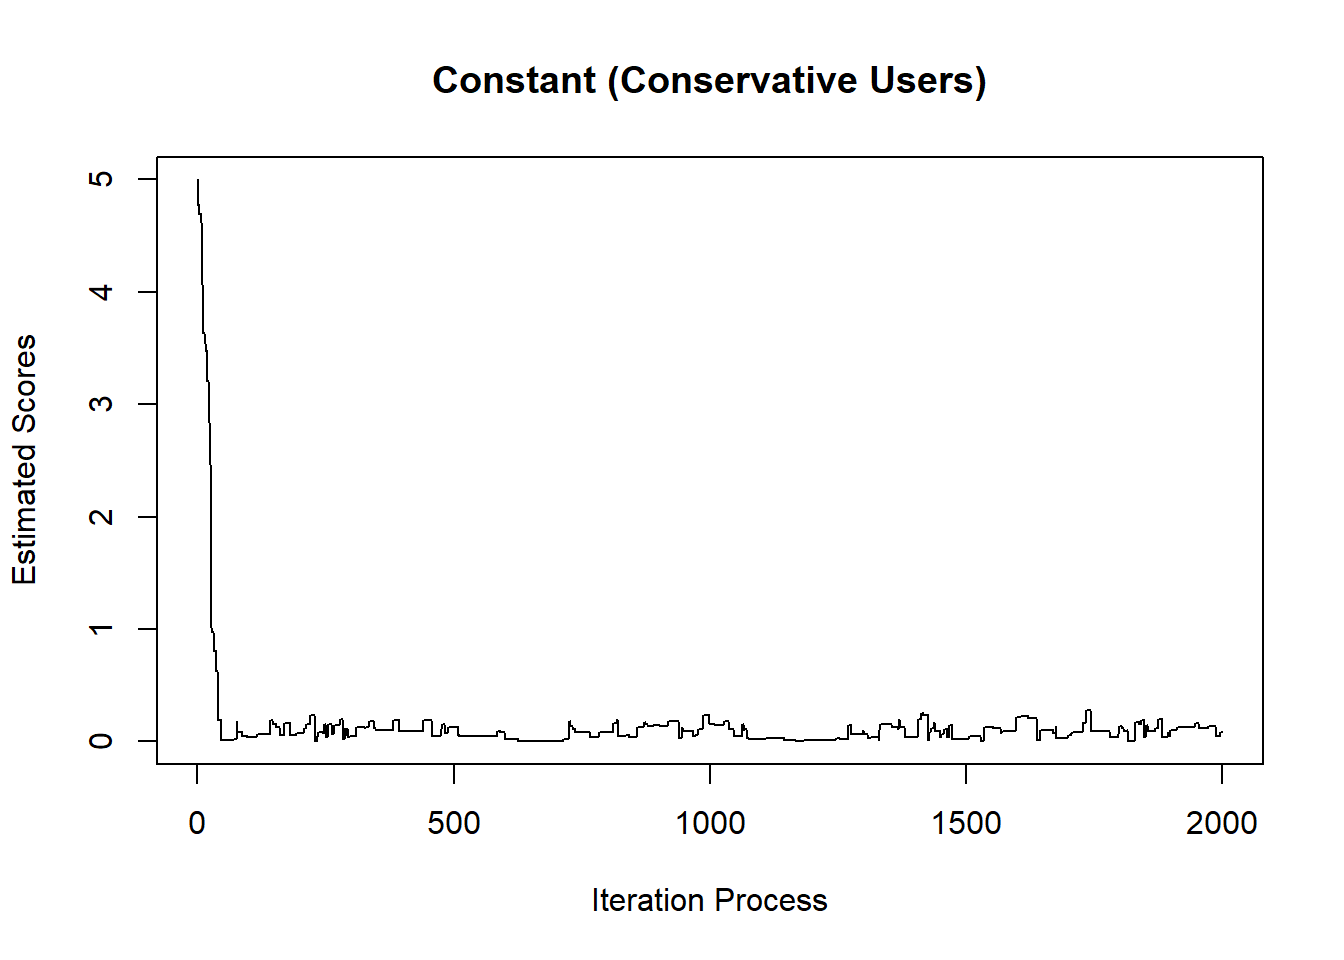 Constant (Conservative Users)
Estimated Scores
5
4
3
2
1
0
0 500 1000 1500 2000
Iteration Process